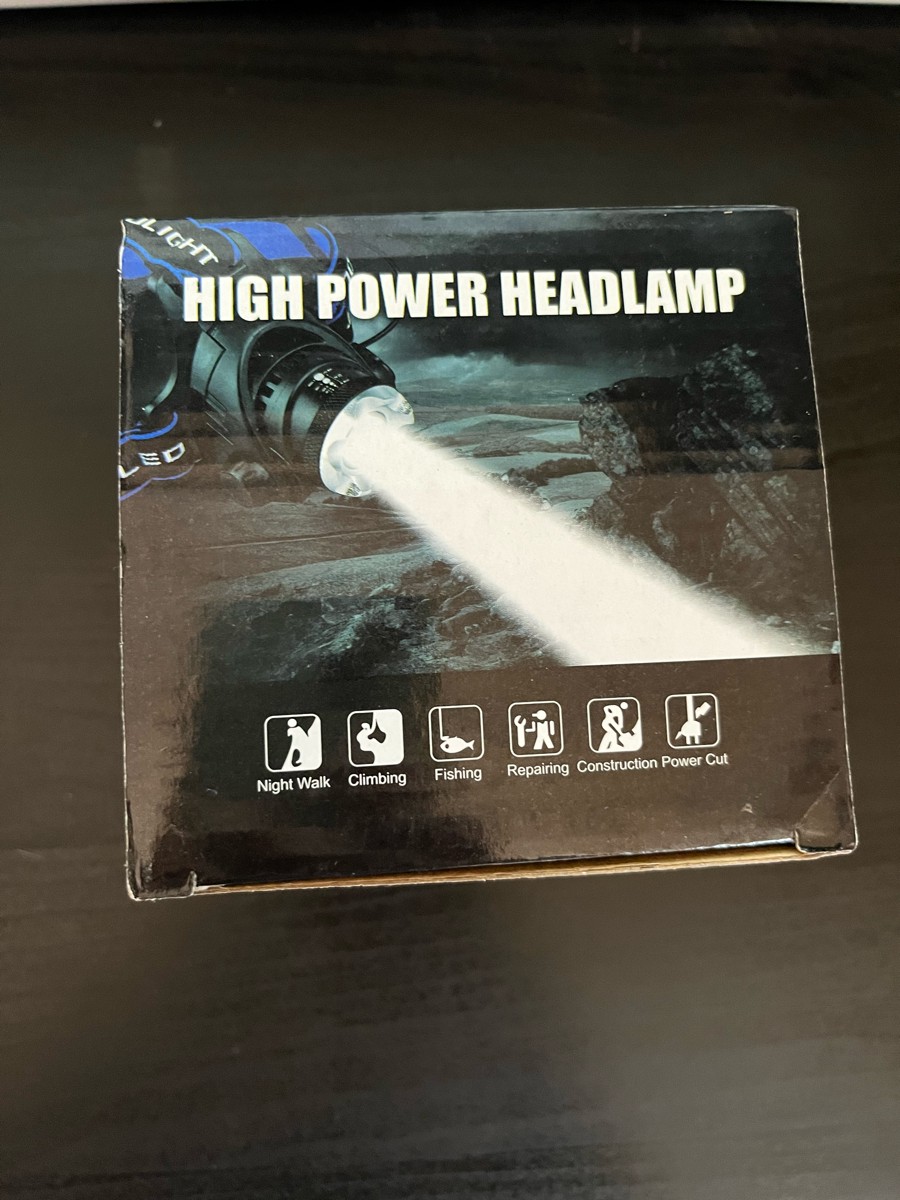 HIGH POWER HEADLAMP
LED
Night Walk
Climbing
Fishing
Repairing
Construction
Power Cut